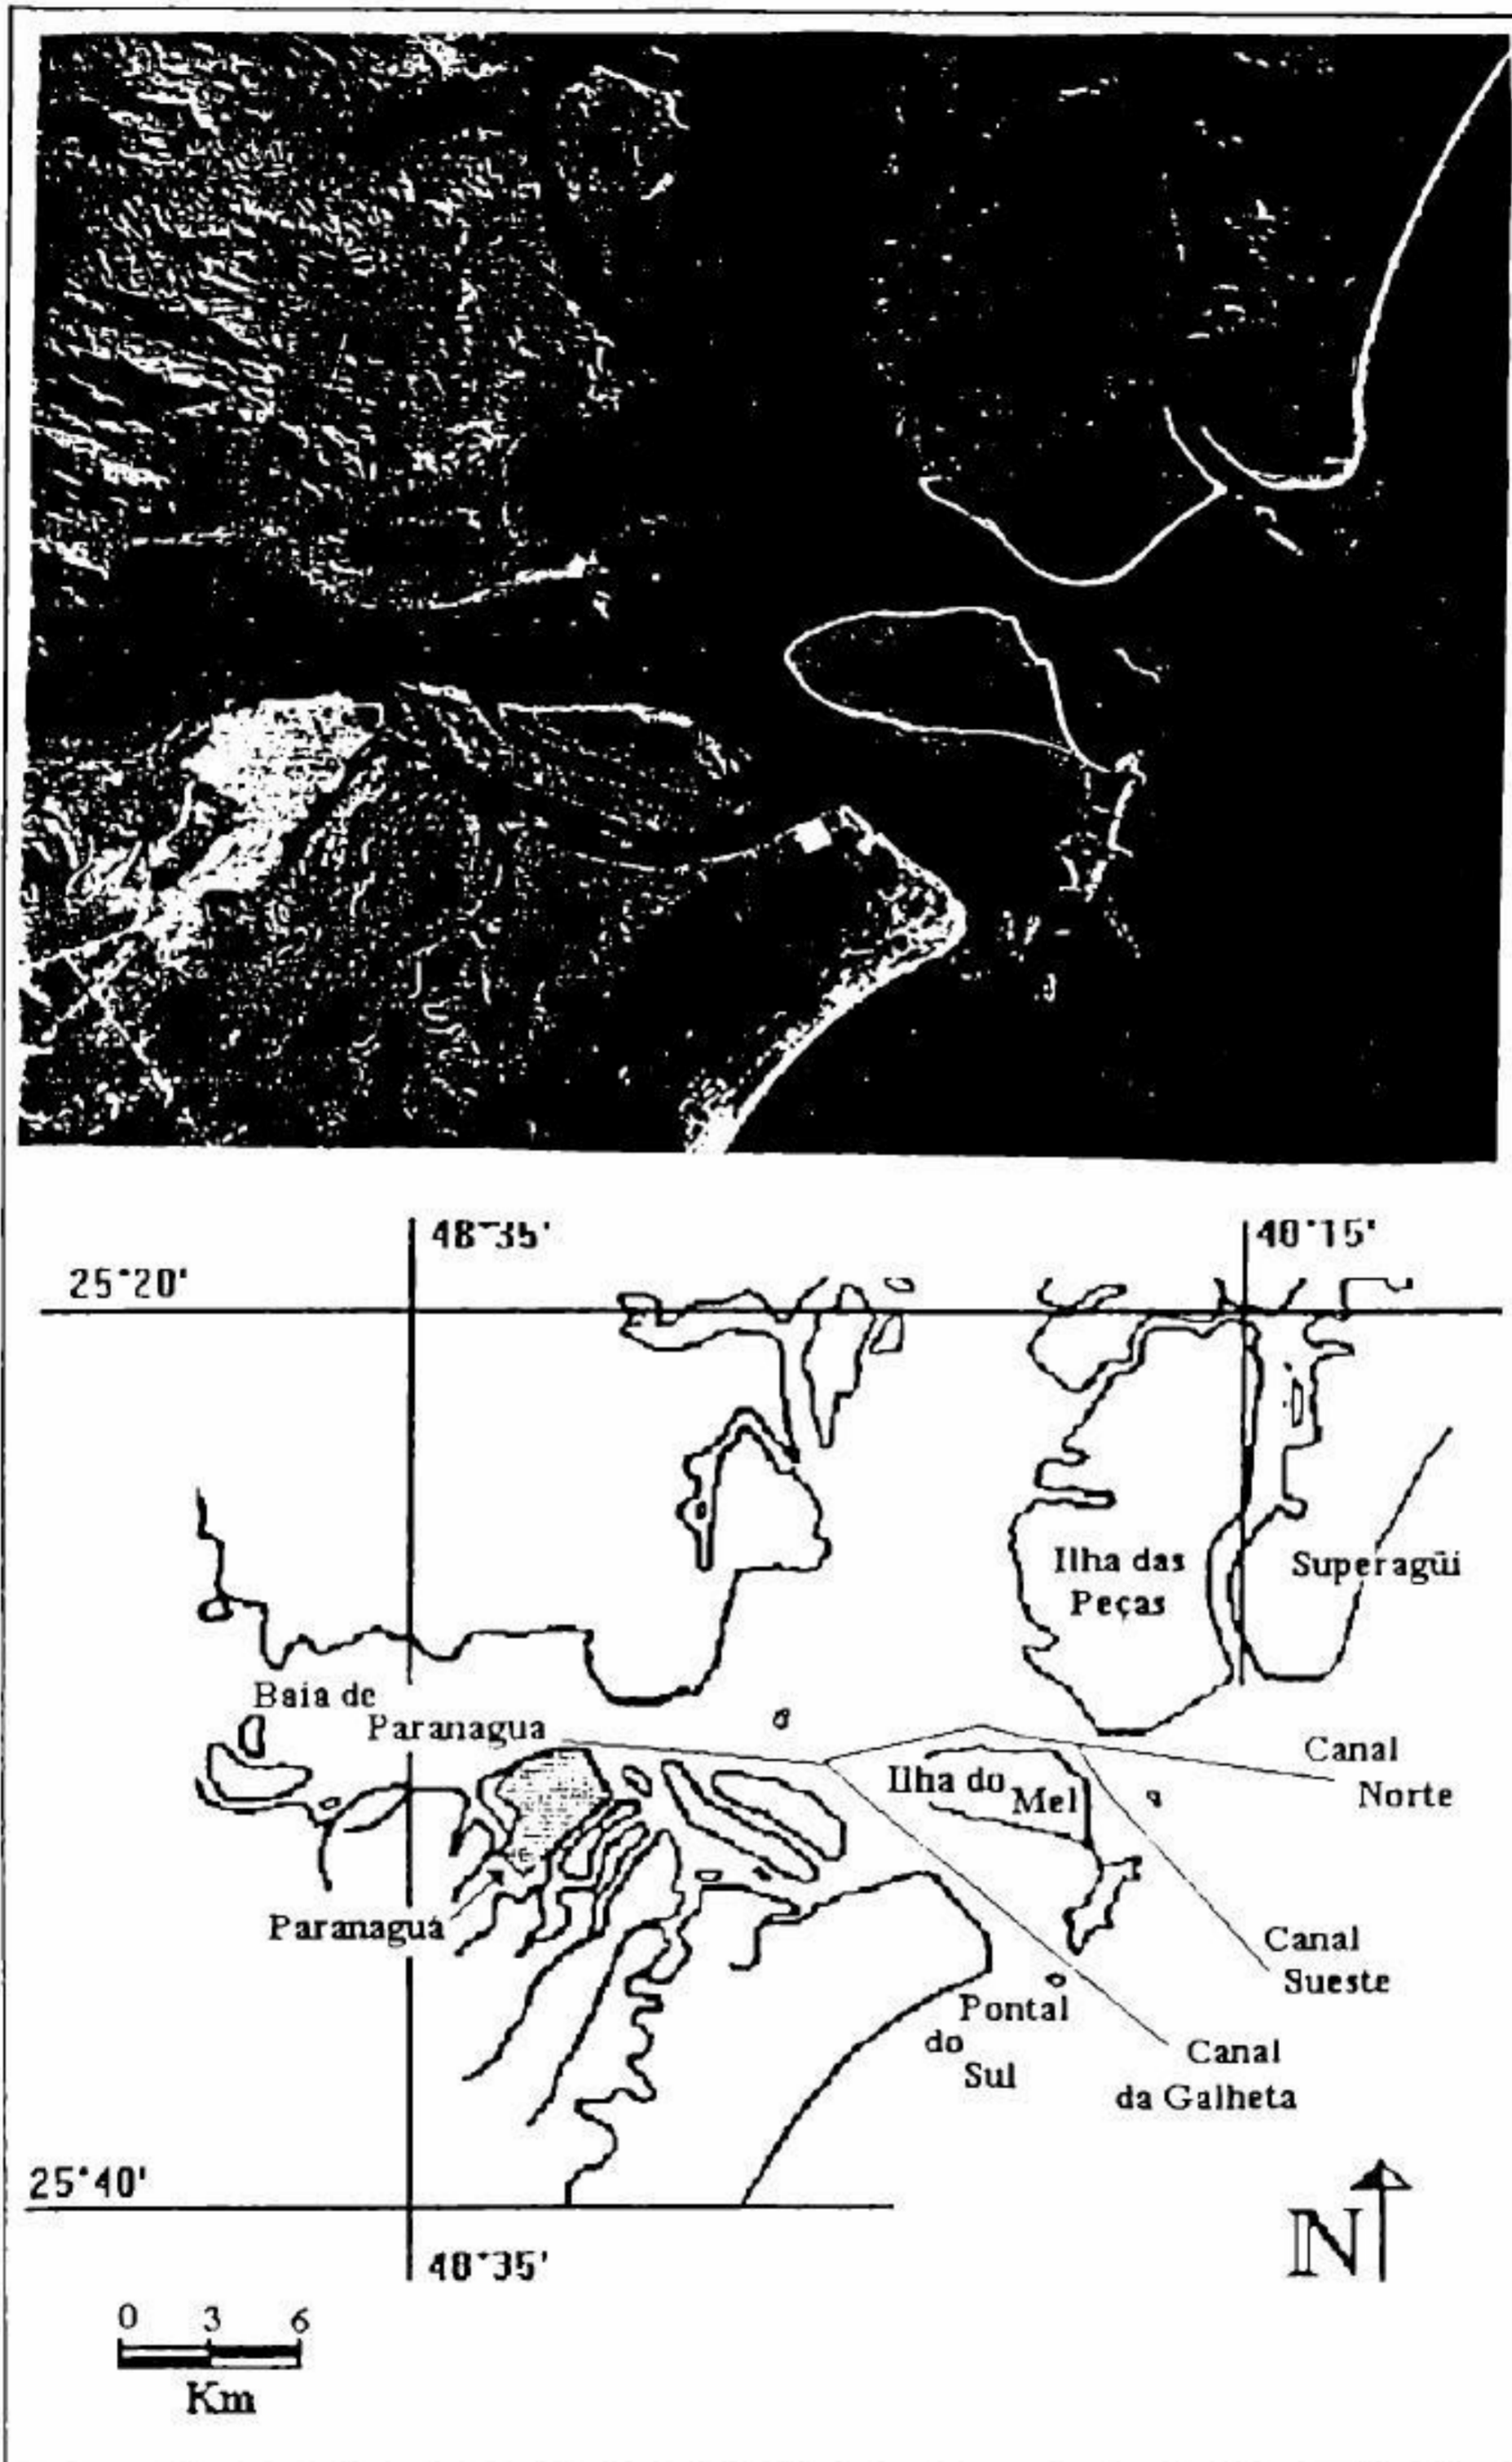 48°35'
48°15'
25°20'
Ilha das
Peças
Superagüi
Baia de
Paranagua
Canal
Norte
Ilha do
Mel
Paranaguá
Canal
Sueste
Pontal
do
Sul
Canal
da Galheta
25°40'
N
48°35'
0 3 6
Km